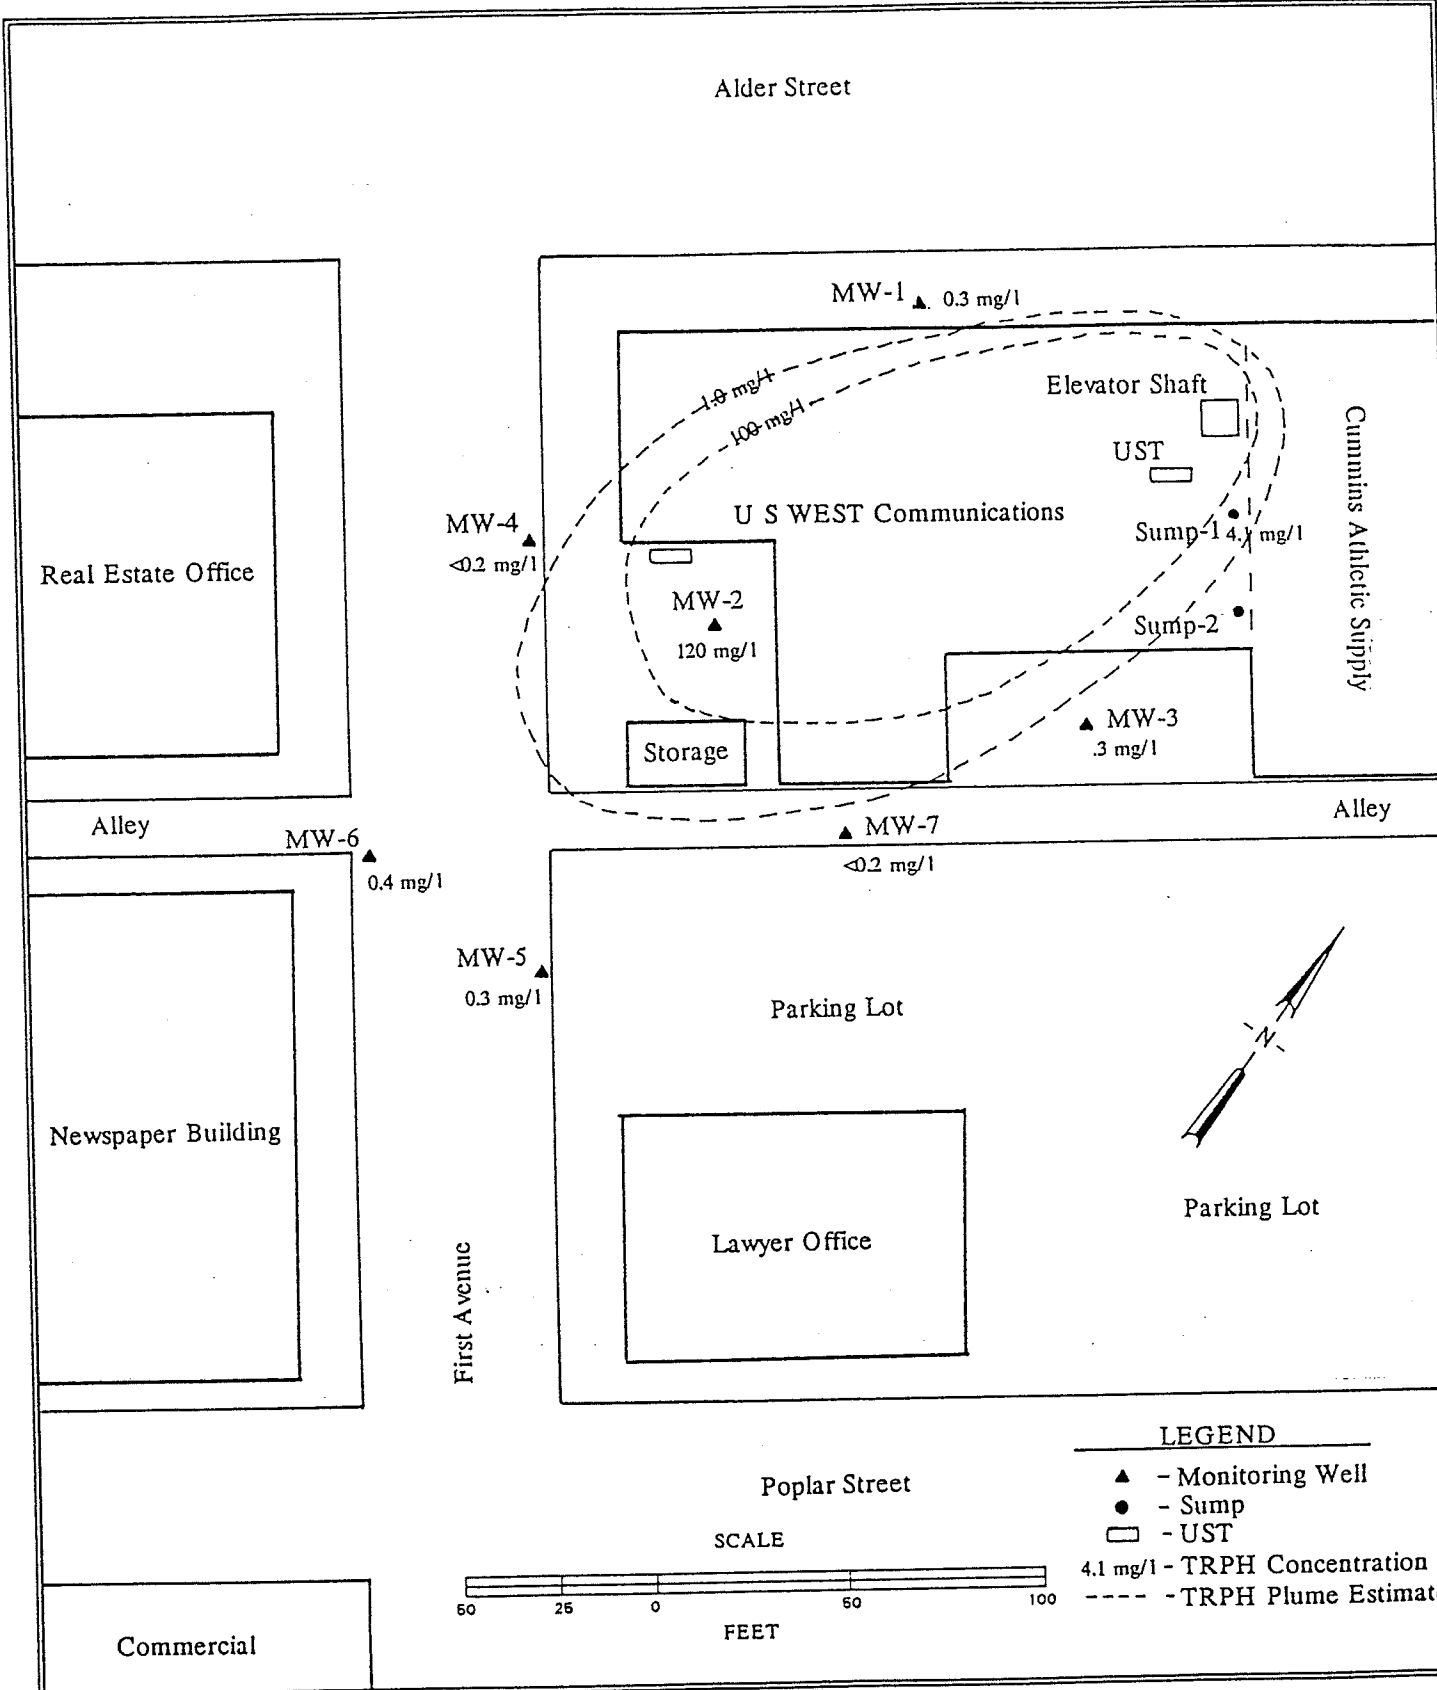 Alder Street
MW-1 0.3 mg/l
1.0 mg/l
100 mg/l
Elevator Shaft
UST
Cummins Athletic Supply
U S WEST Communications
MW-4
<0.2 mg/l
Sump-1 4.1 mg/l
Real Estate Office
MW-2
120 mg/l
Sump-2
MW-3
.3 mg/l
Storage
Alley
Alley
MW-6
0.4 mg/l
MW-7
<0.2 mg/l
MW-5
0.3 mg/l
Parking Lot
N
Newspaper Building
Parking Lot
Lawyer Office
First Avenue
LEGEND
- Monitoring Well
- Sump
- UST
4.1 mg/l - TRPH Concentration
- TRPH Plume Estimat
Poplar Street
SCALE
50 25 0 50 100
FEET
Commercial